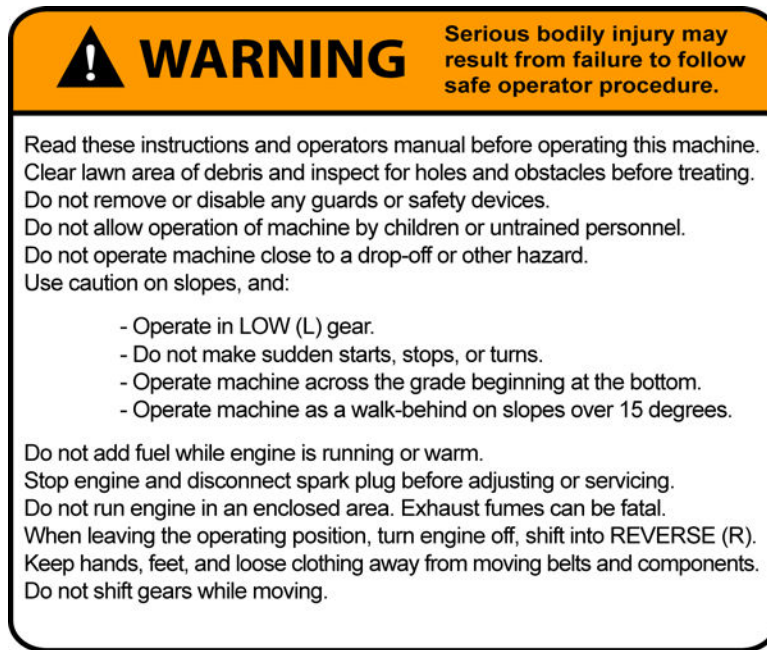 WARNING
Serious bodily injury may
result from failure to follow
safe operator procedure.
Read these instructions and operators manual before operating this machine.
Clear lawn area of debris and inspect for holes and obstacles before treating.
Do not remove or disable any guards or safety devices.
Do not allow operation of machine by children or untrained personnel.
Do not operate machine close to a drop-off or other hazard.
Use caution on slopes, and:
- Operate in LOW (L) gear.
- Do not make sudden starts, stops, or turns.
- Operate machine across the grade beginning at the bottom.
- Operate machine as a walk-behind on slopes over 15 degrees.
Do not add fuel while engine is running or warm.
Stop engine and disconnect spark plug before adjusting or servicing.
Do not run engine in an enclosed area. Exhaust fumes can be fatal.
When leaving the operating position, turn engine off, shift into REVERSE (R).
Keep hands, feet, and loose clothing away from moving belts and components.
Do not shift gears while moving.